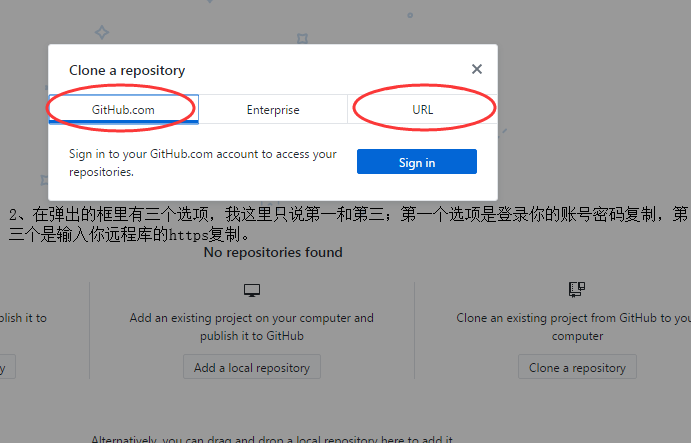 Clone a repository
GitHub.com
Enterprise
URL
Sign in to your GitHub.com account to access your
repositories.
Sign in
2、在弹出的框里有三个选项，我这里只说第一和第三；第一个选项是登录你的账号密码复制，第
三个是输入你远程库的https复制。
No repositories found
blish it to
Add an existing project on your computer and
publish it to GitHub
Clone an existing project from GitHub to you
computer
y
Add a local repository
Clone a repository
Alternatively, you can drag and drop a local repository here to add it